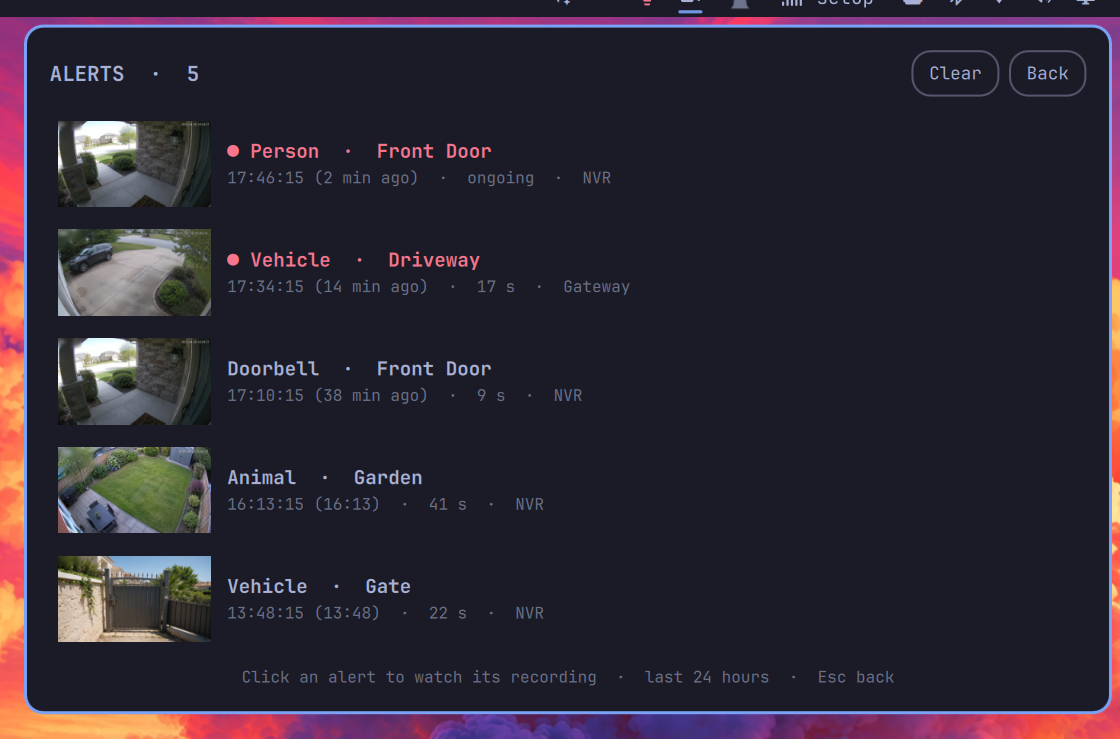 Setup
ALERTS · 5
Clear
Back
Person · Front Door
17:46:15 (2 min ago) · ongoing · NVR
Vehicle · Driveway
17:34:15 (14 min ago) · 17 s · Gateway
Doorbell · Front Door
17:10:15 (38 min ago) · 9 s · NVR
Animal · Garden
16:13:15 (16:13) · 41 s · NVR
Vehicle · Gate
13:48:15 (13:48) · 22 s · NVR
Click an alert to watch its recording · last 24 hours · Esc back